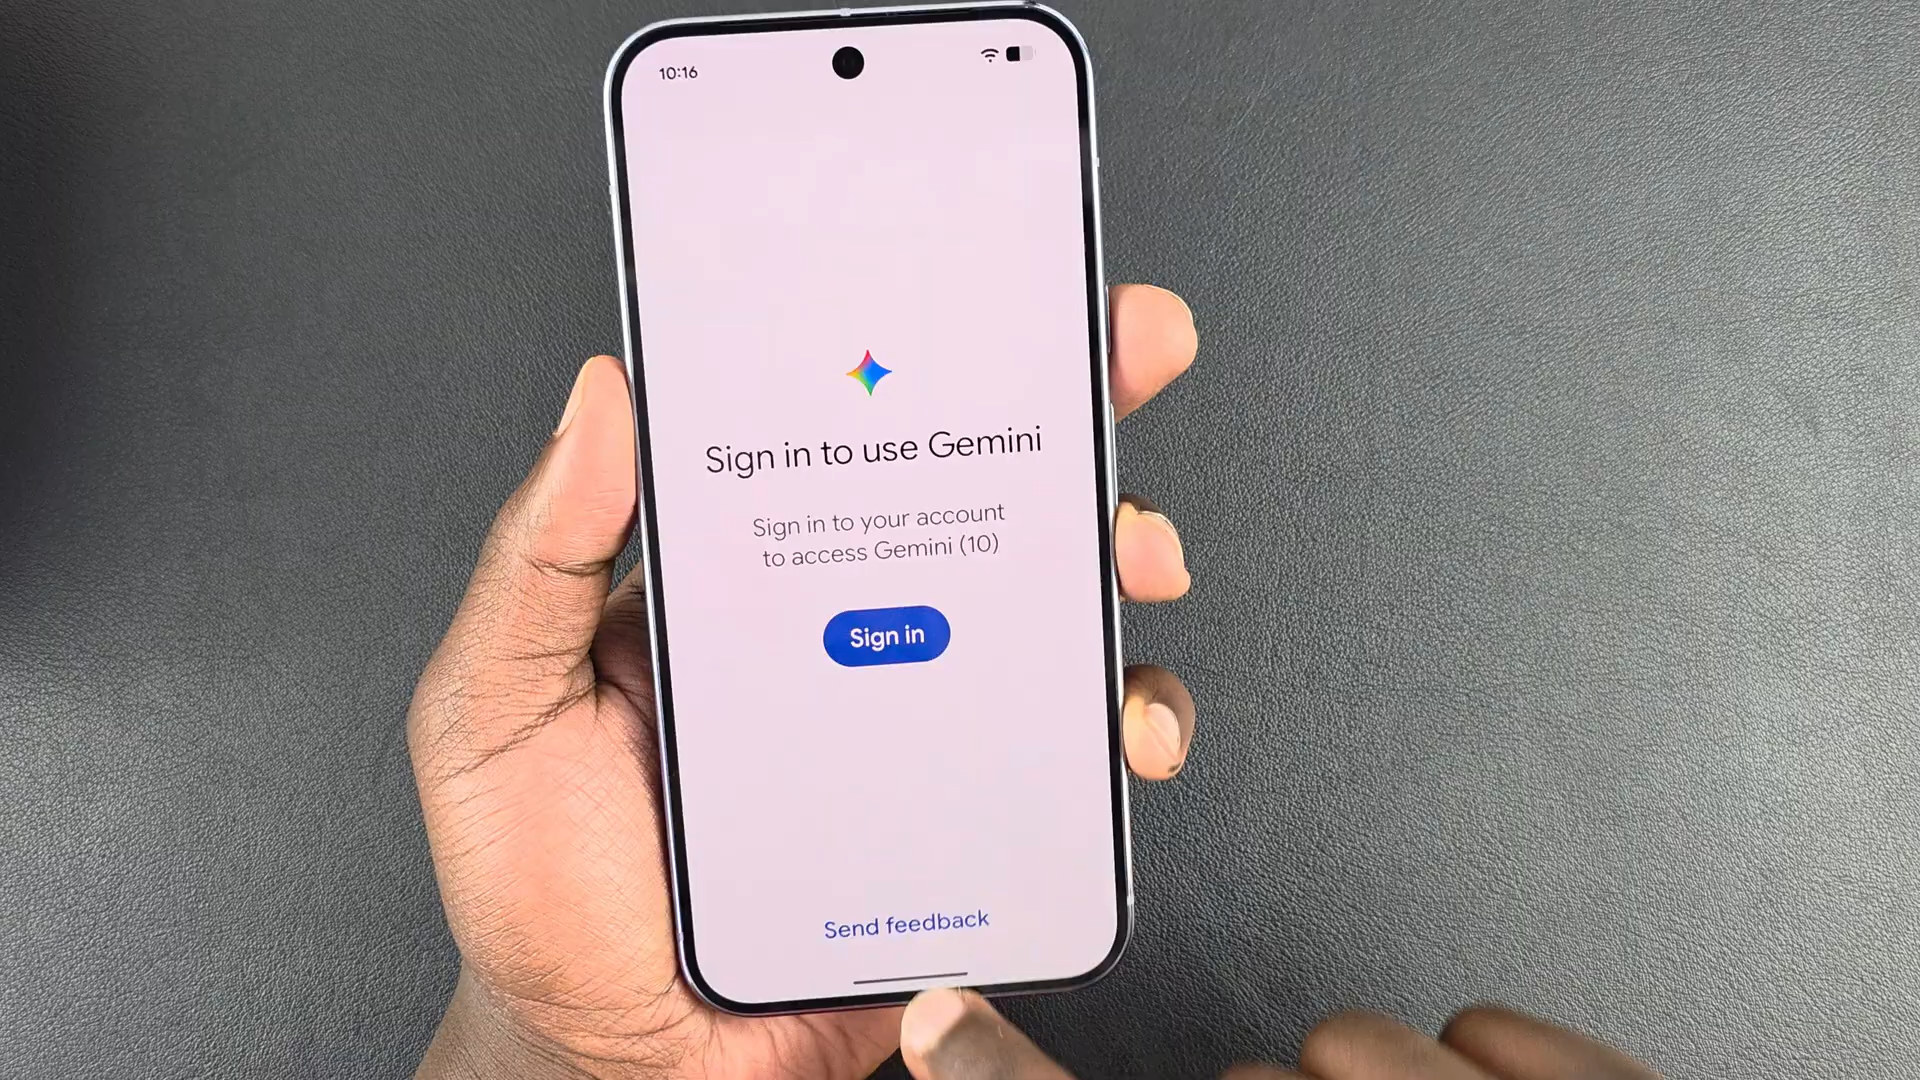 10:16
Sign in to use Gemini
Sign in to your account
to access Gemini (10)
Sign in
Send feedback